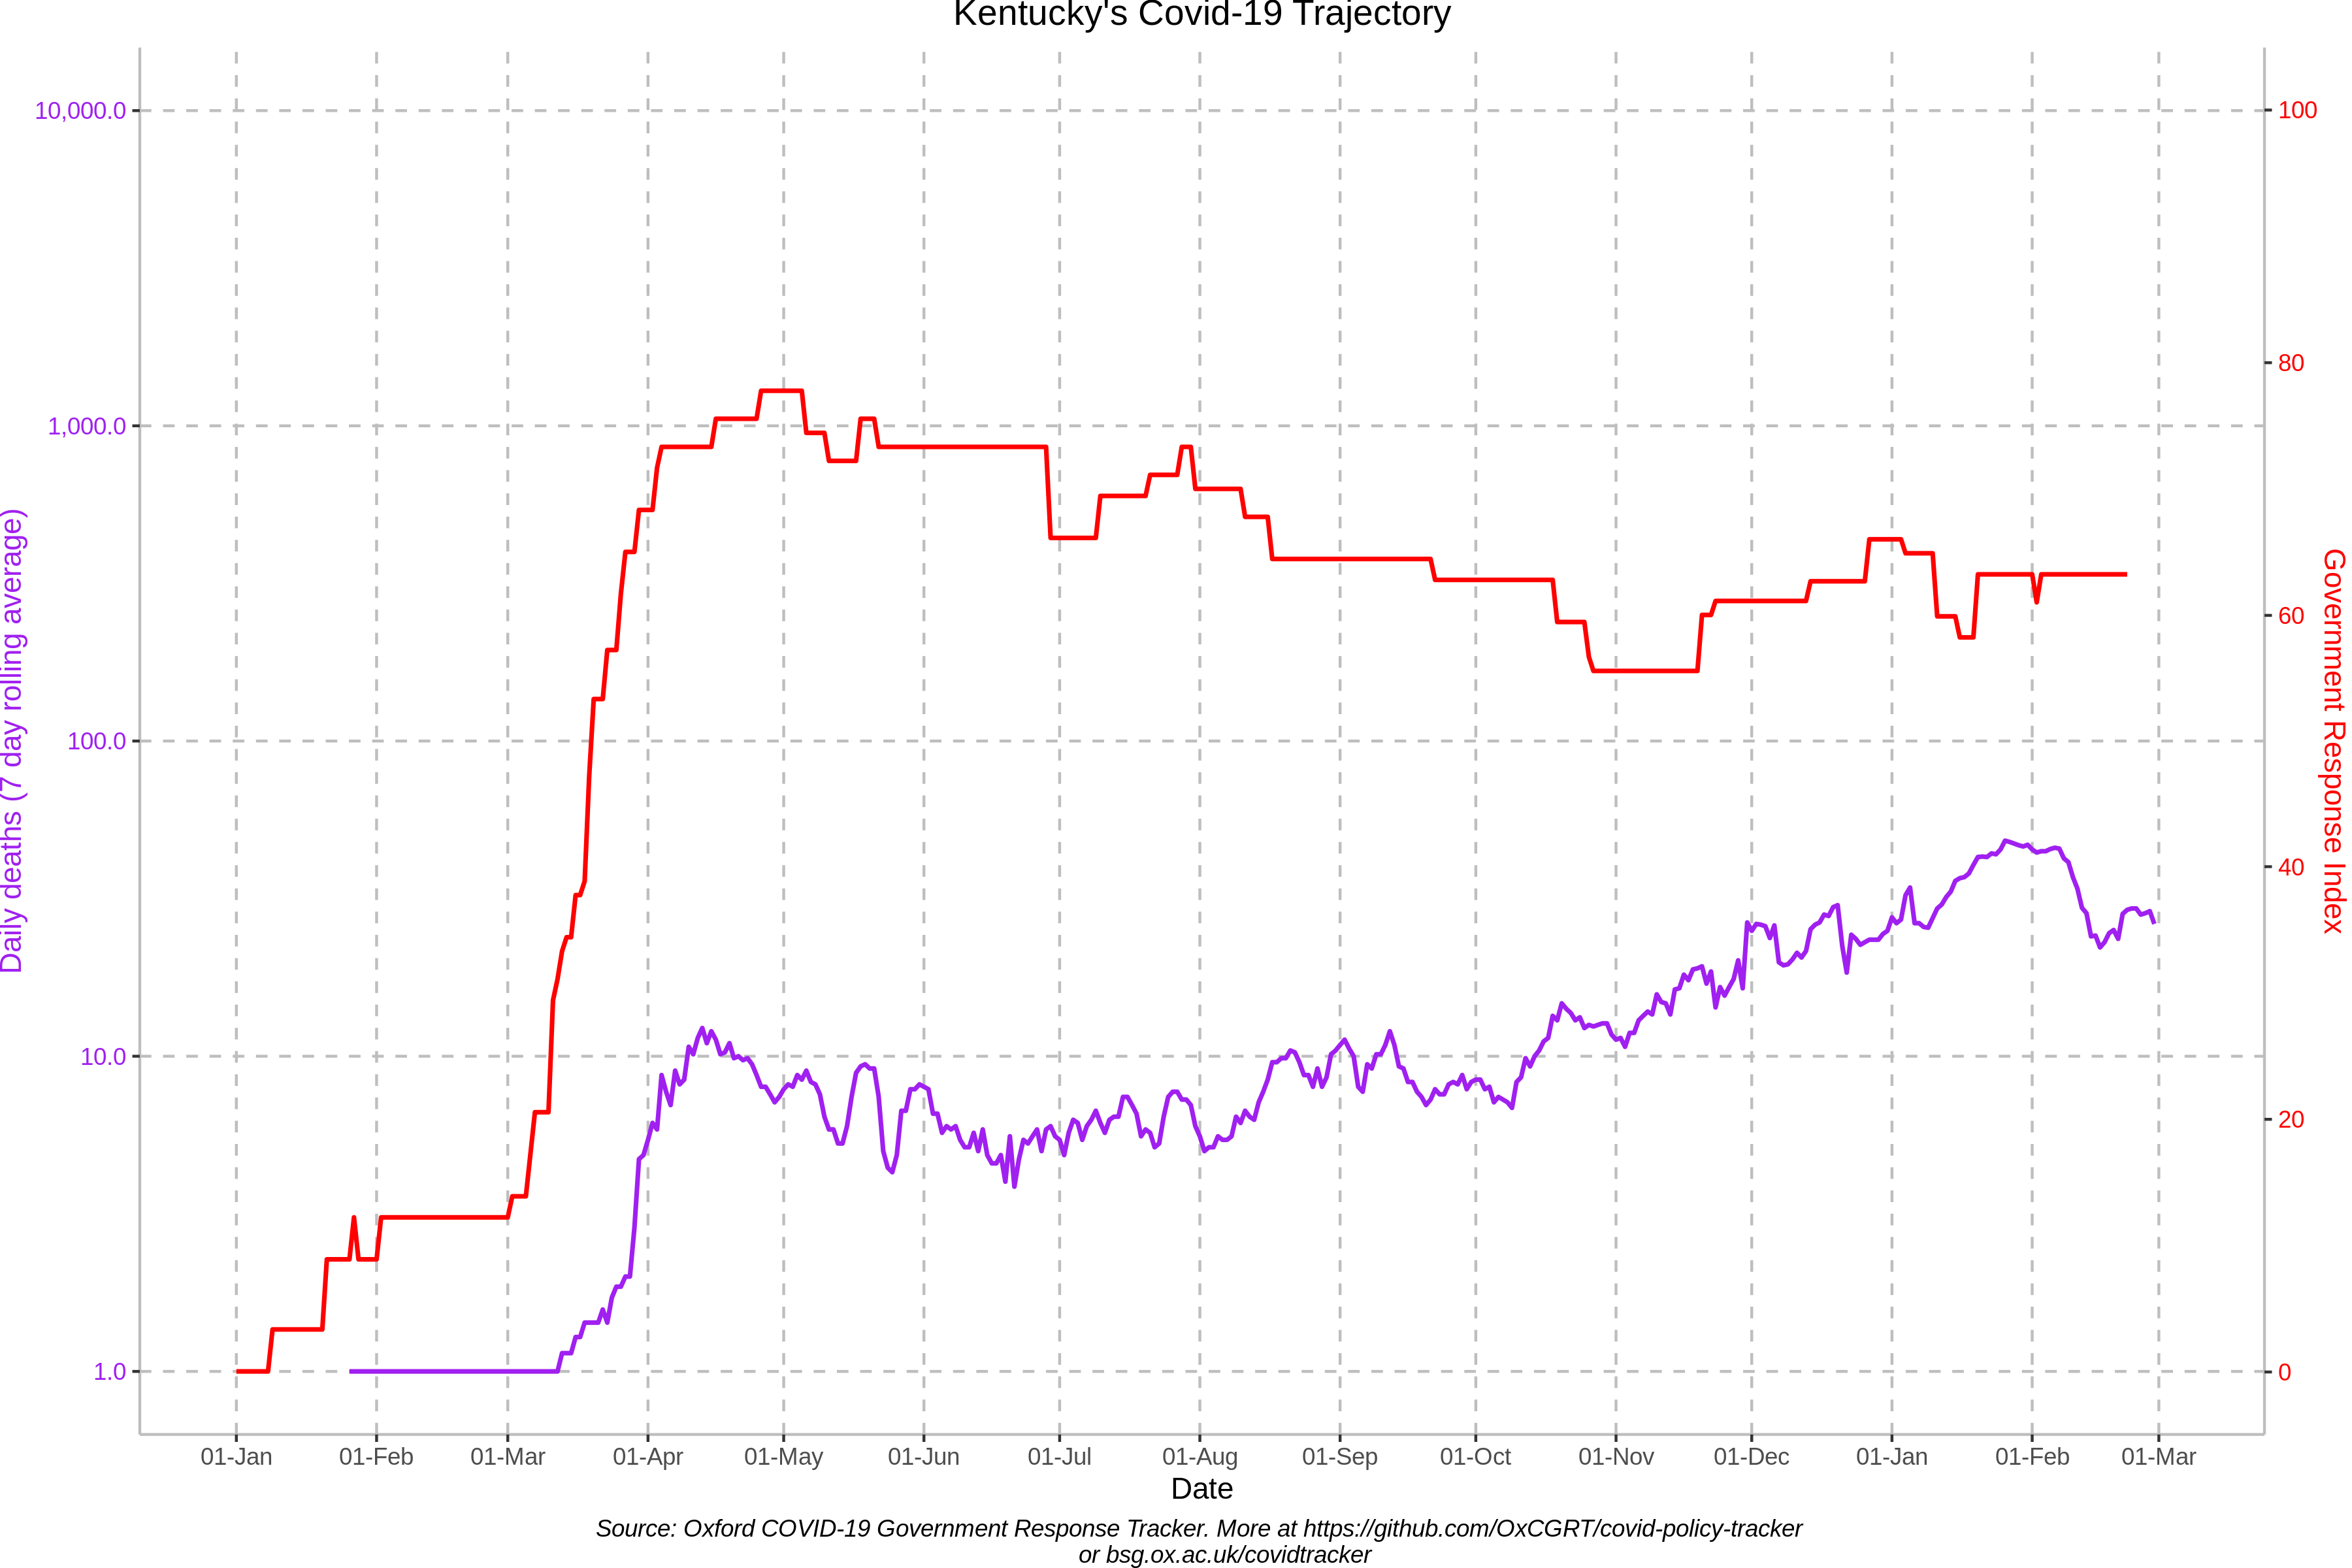 Kentucky's Covid-19 Trajectory
10,000.0
1,000.0
100.0
10.0
1.0
Daily deaths (7 day rolling average)
100
80
60
40
20
0
Government Response Index
01-Jan
01-Feb
01-Mar
01-Apr
01-May
01-Jun
01-Jul
01-Aug
01-Sep
01-Oct
01-Nov
01-Dec
01-Jan
01-Feb
01-Mar
Date
Source: Oxford COVID-19 Government Response Tracker. More at https://github.com/OxCGRT/covid-policy-tracker
or bsg.ox.ac.uk/covidtracker